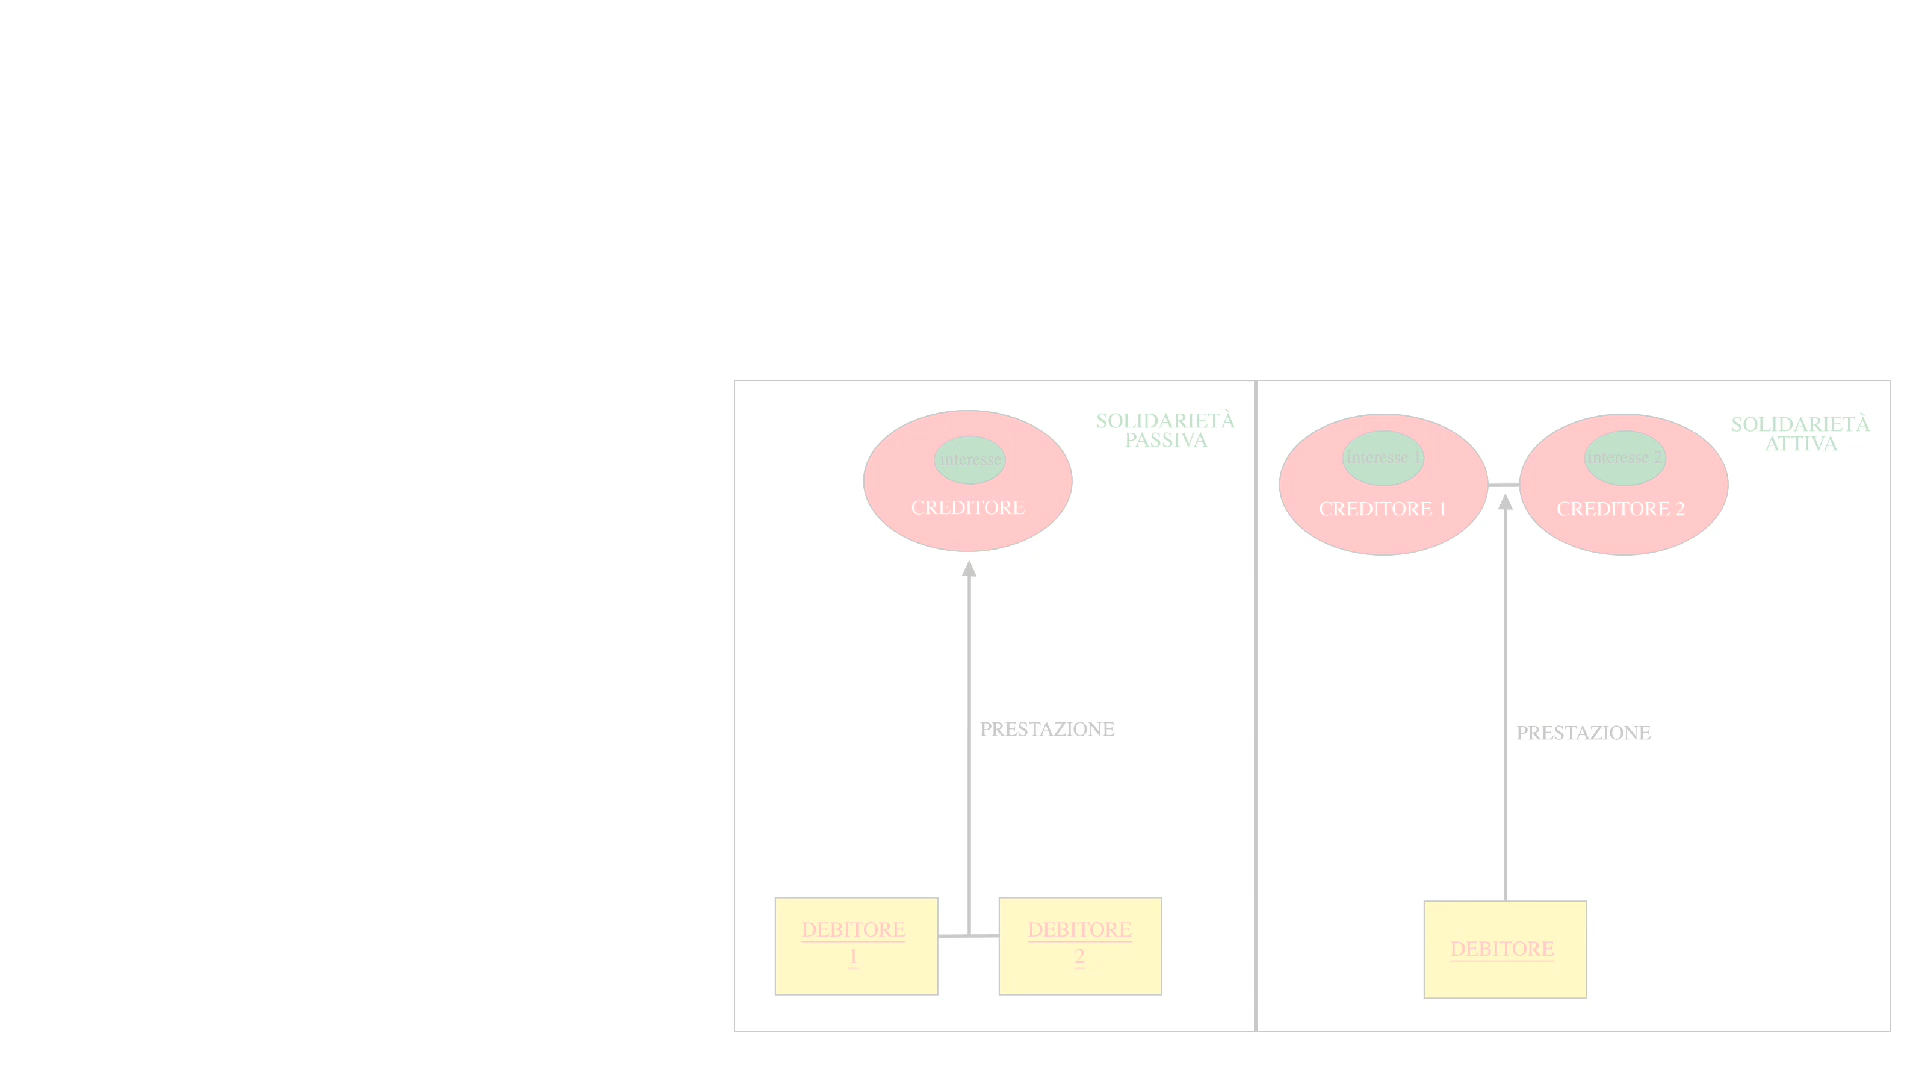 SOLIDARIETÀ
PASSIVA
interesse
CREDITORE
PRESTAZIONE
DEBITORE
1
DEBITORE
2
SOLIDARIETÀ
ATTIVA
Interesse 1
CREDITORE 1
interesse 2
CREDITORE 2
PRESTAZIONE
DEBITORE